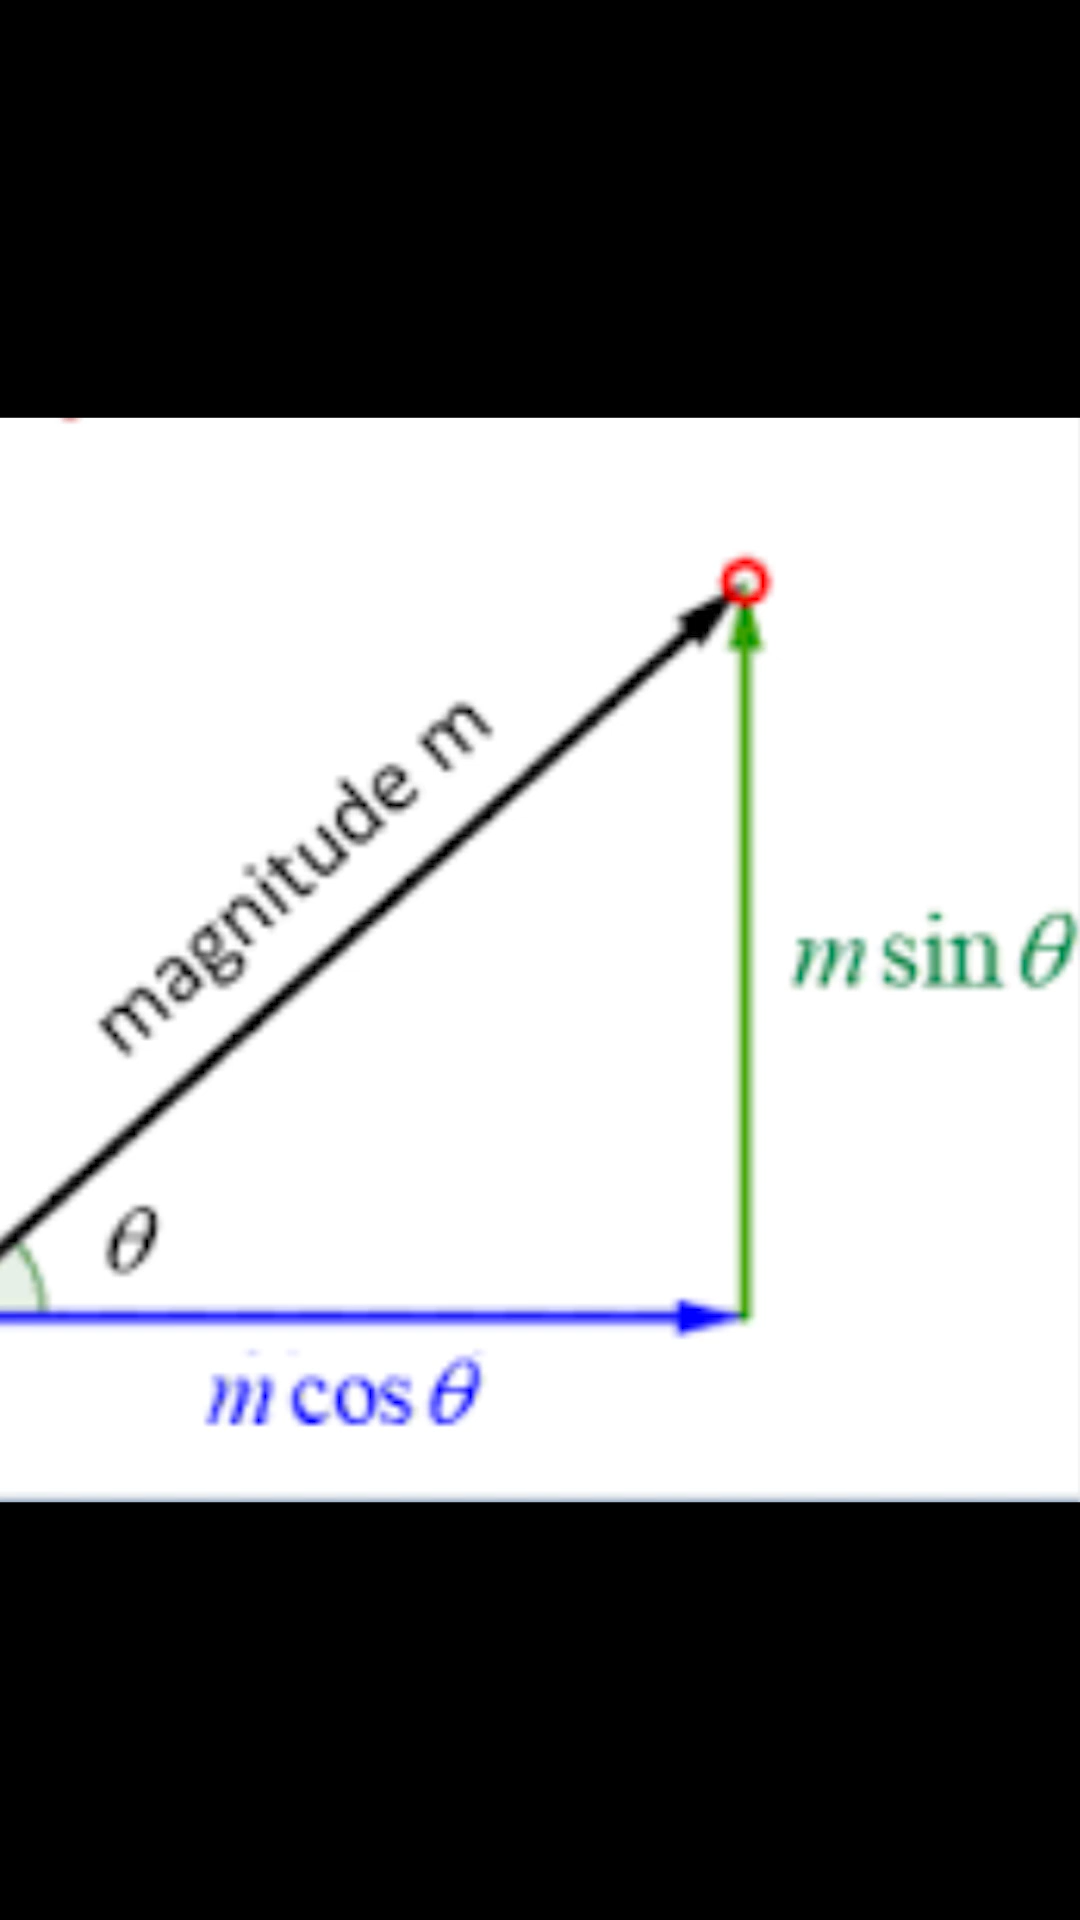 magnitude m
m sin θ
θ
m cos θ